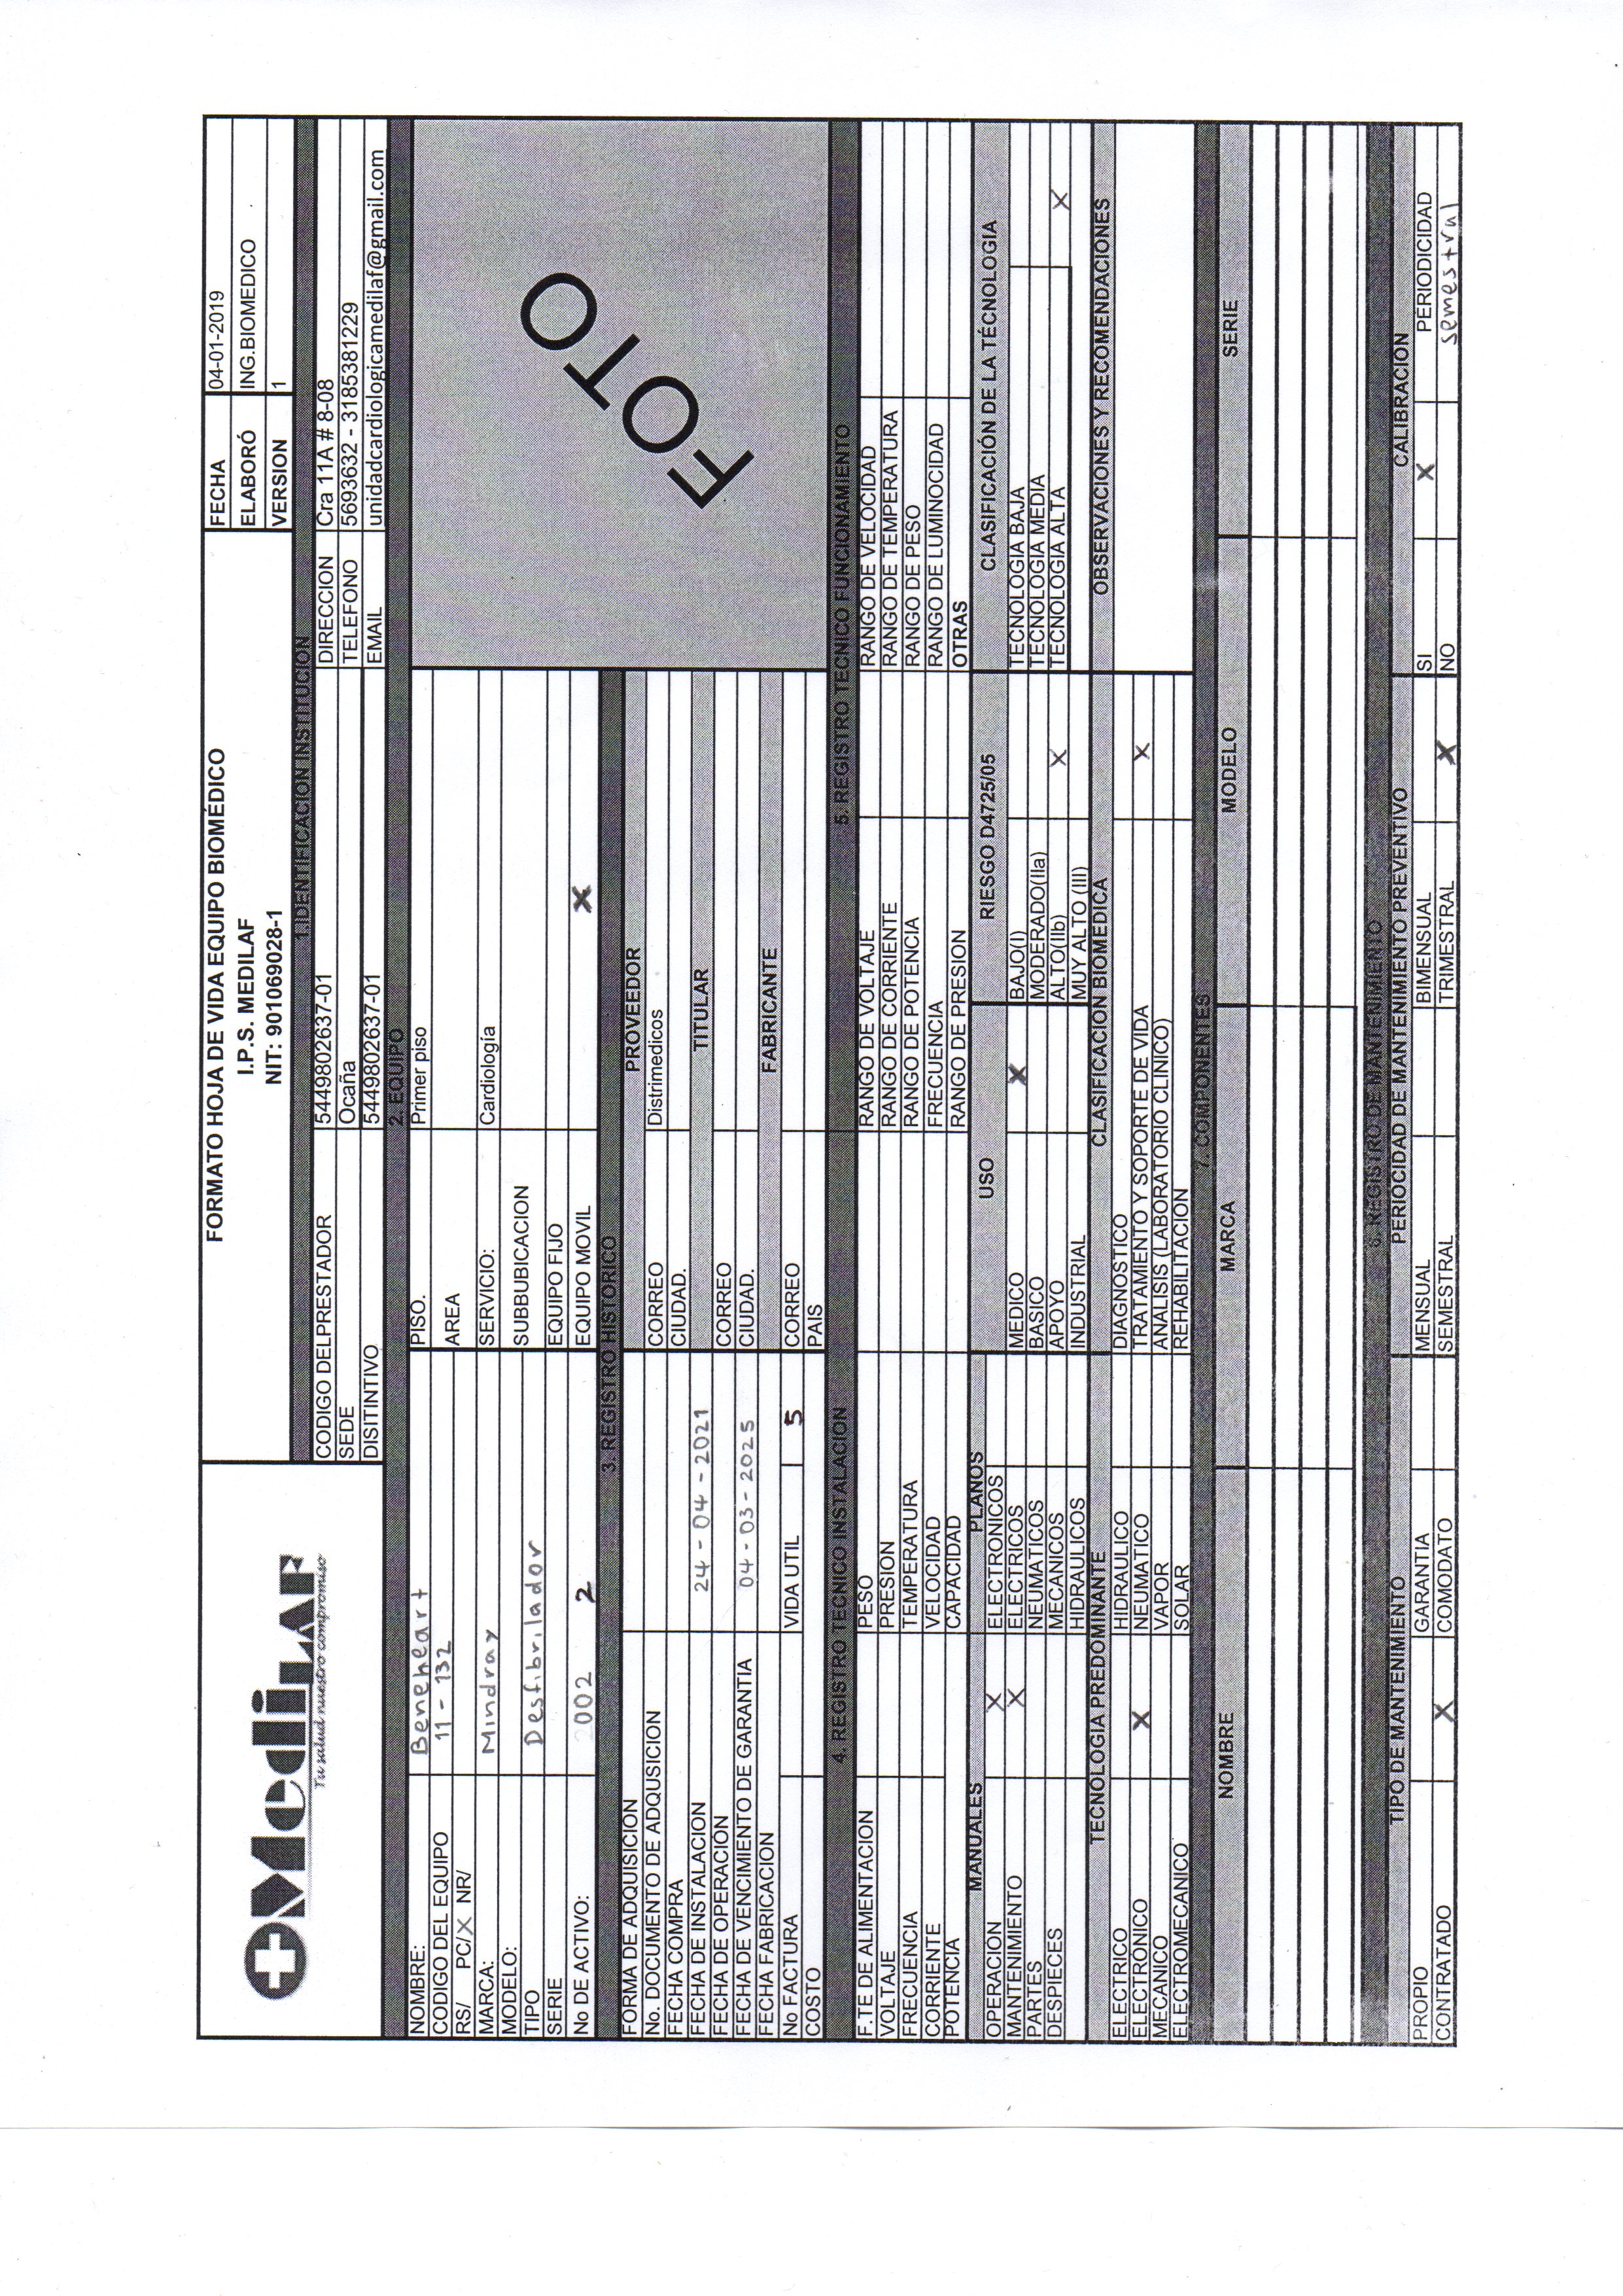 MediLAF
Tu salud nuestro compromiso
FORMATO HOJA DE VIDA EQUIPO BIOMÉDICO
I.P.S. MEDILAF
NIT: 901069028-1
FECHA 04-01-2019
ELABORÓ ING.BIOMEDICO
VERSION 1
1.IDENTIFICACION INSTITUCION
CODIGO DELPRESTADOR 5449802637-01 DIRECCION Cra 11A # 8-08
SEDE Ocaña TELEFONO 5693632 - 3185381229
DISITINTIVO 5449802637-01 EMAIL unidadcardiologicamedilaf@gmail.com
2. EQUIPO
NOMBRE: Beneheart PISO. Primer piso
CODIGO DEL EQUIPO 11 - 132
AREA
RS/ PC/X NR/
MARCA: Mindray SERVICIO: Cardiología
MODELO:
SUBBUBICACION
TIPO Desfibrilador
SERIE EQUIPO FIJO
No DE ACTIVO: 002 2 EQUIPO MOVIL X
FOTO
3. REGISTRO HISTORICO
FORMA DE ADQUISICION PROVEEDOR
No. DOCUMENTO DE ADQUSICION CORREO Distrimedicos
FECHA COMPRA CIUDAD.
FECHA DE INSTALACION 24 - 04 - 2021 TITULAR
FECHA DE OPERACIÓN CORREO
FECHA DE VENCIMIENTO DE GARANTIA 04 - 03 - 2025 CIUDAD.
FECHA FABRICACION FABRICANTE
No FACTURA VIDA UTIL 5 CORREO
COSTO PAIS
4. REGISTRO TECNICO INSTALACION 5. REGISTRO TECNICO FUNCIONAMIENTO
F.TE DE ALIMENTACION PESO RANGO DE VOLTAJE RANGO DE VELOCIDAD
VOLTAJE PRESION RANGO DE CORRIENTE RANGO DE TEMPERATURA
FRECUENCIA TEMPERATURA RANGO DE POTENCIA RANGO DE PESO
CORRIENTE VELOCIDAD FRECUENCIA RANGO DE LUMINOCIDAD
POTENCIA CAPACIDAD RANGO DE PRESION OTRAS
MANUALES PLANOS USO RIESGO D4725/05 CLASIFICACIÓN DE LA TÉCNOLOGIA
OPERACIÓN X ELECTRONICOS
MANTENIMIENTO X ELECTRICOS MEDICO X BAJO(I) TECNOLOGIA BAJA
PARTES NEUMATICOS BASICO MODERADO(IIa) TECNOLOGIA MEDIA
DESPIECES MECANICOS APOYO ALTO(IIb) X TECNOLOGIA ALTA X
HIDRAULICOS INDUSTRIAL MUY ALTO (III)
TECNOLOGIA PREDOMINANTE CLASIFICACION BIOMEDICA OBSERVACIONES Y RECOMENDACIONES
ELECTRICO HIDRAULICO DIAGNOSTICO
ELECTRÓNICO X NEUMATICO TRATAMIENTO Y SOPORTE DE VIDA X
MECANICO VAPOR ANALISIS (LABORATORIO CLINICO)
ELECTROMECANICO SOLAR REHABILITACION
7. COMPONENTES
NOMBRE MARCA MODELO SERIE
REGISTRO DE MANTENIMIENTO
TIPO DE MANTENIMIENTO PERIOCIDAD DE MANTENIMIENTO PREVENTIVO CALIBRACION
PROPIO GARANTIA MENSUAL BIMENSUAL SI X PERIODICIDAD
CONTRATADO X COMODATO SEMESTRAL TRIMESTRAL X NO semestral